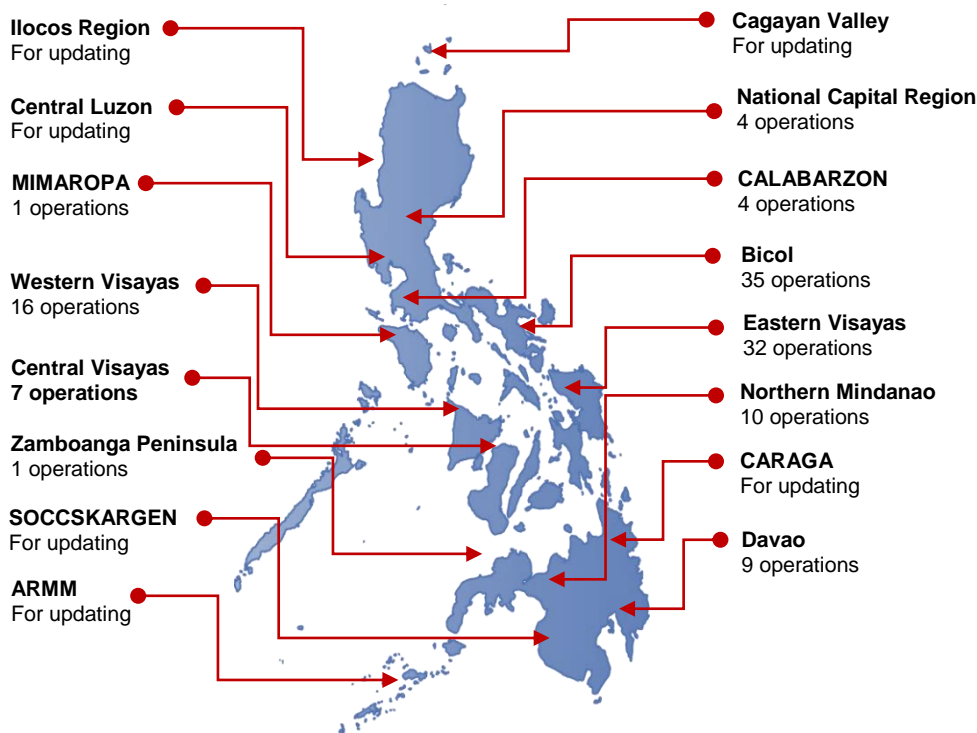 Ilocos Region
For updating
Central Luzon
For updating
MIMAROPA
1 operations
Western Visayas
16 operations
Central Visayas
7 operations
Zamboanga Peninsula
1 operations
SOCCSKARGEN
For updating
ARMM
For updating
Cagayan Valley
For updating
National Capital Region
4 operations
CALABARZON
4 operations
Bicol
35 operations
Eastern Visayas
32 operations
Northern Mindanao
10 operations
CARAGA
For updating
Davao
9 operations